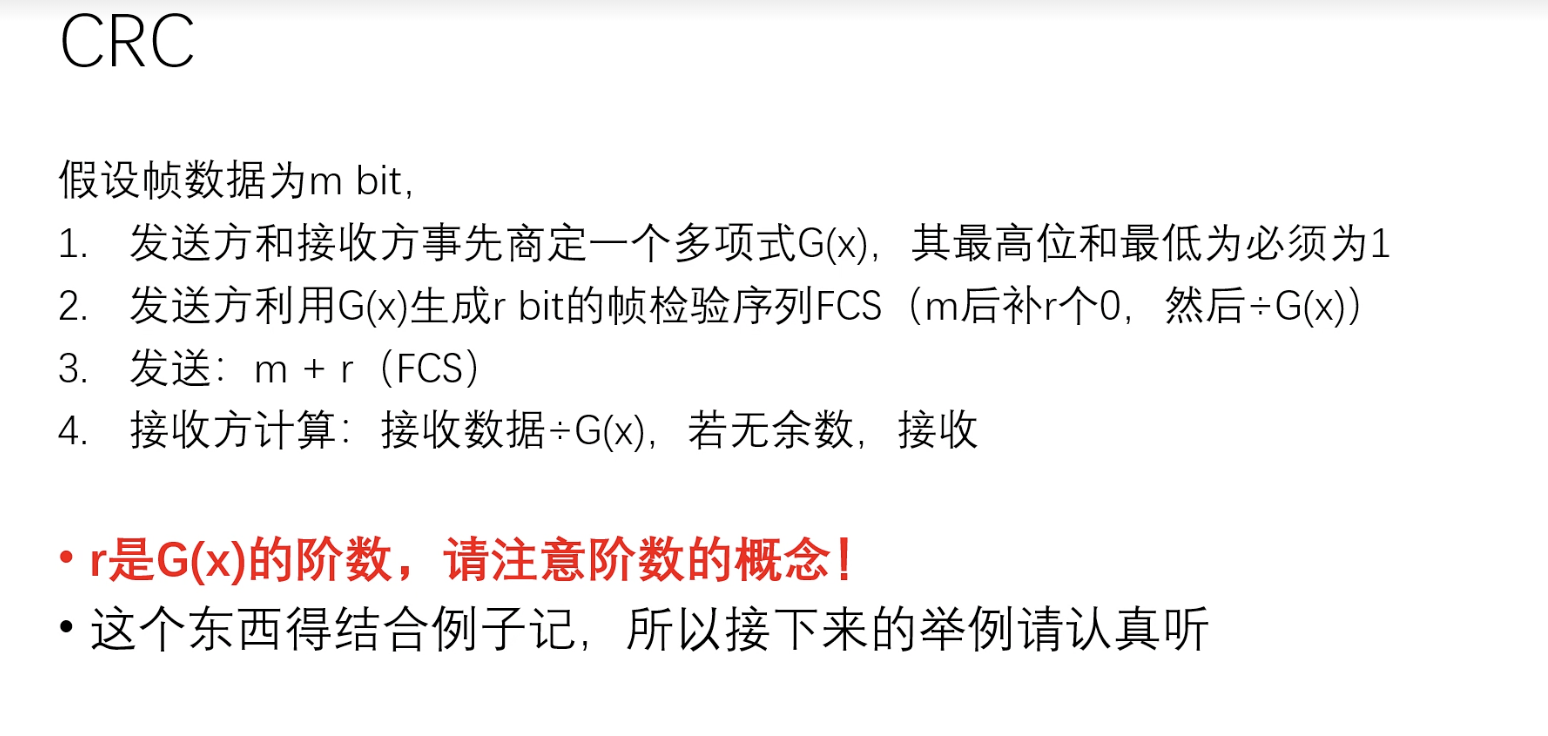 CRC
假设帧数据为m bit，
1. 发送方和接收方事先商定一个多项式G(x)，其最高位和最低为必须为1
2. 发送方利用G(x)生成r bit的帧检验序列FCS（m后补r个0，然后÷G(x)）
3. 发送：m + r（FCS）
4. 接收方计算：接收数据÷G(x)，若无余数，接收
• r是G(x)的阶数，请注意阶数的概念！
• 这个东西得结合例子记，所以接下来的举例请认真听